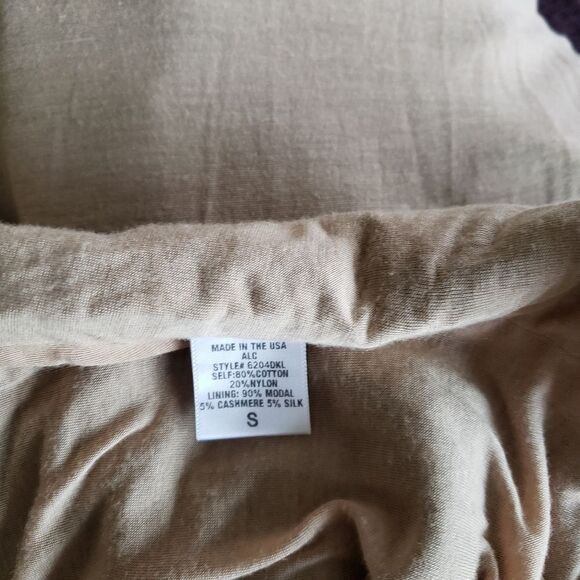 MADE IN THE USA
ALC
STYLE# 6204DKL
SELF:80%COTTON
20%NYLON
LINING: 90% MODAL
5% CASHMERE 5% SILK
S